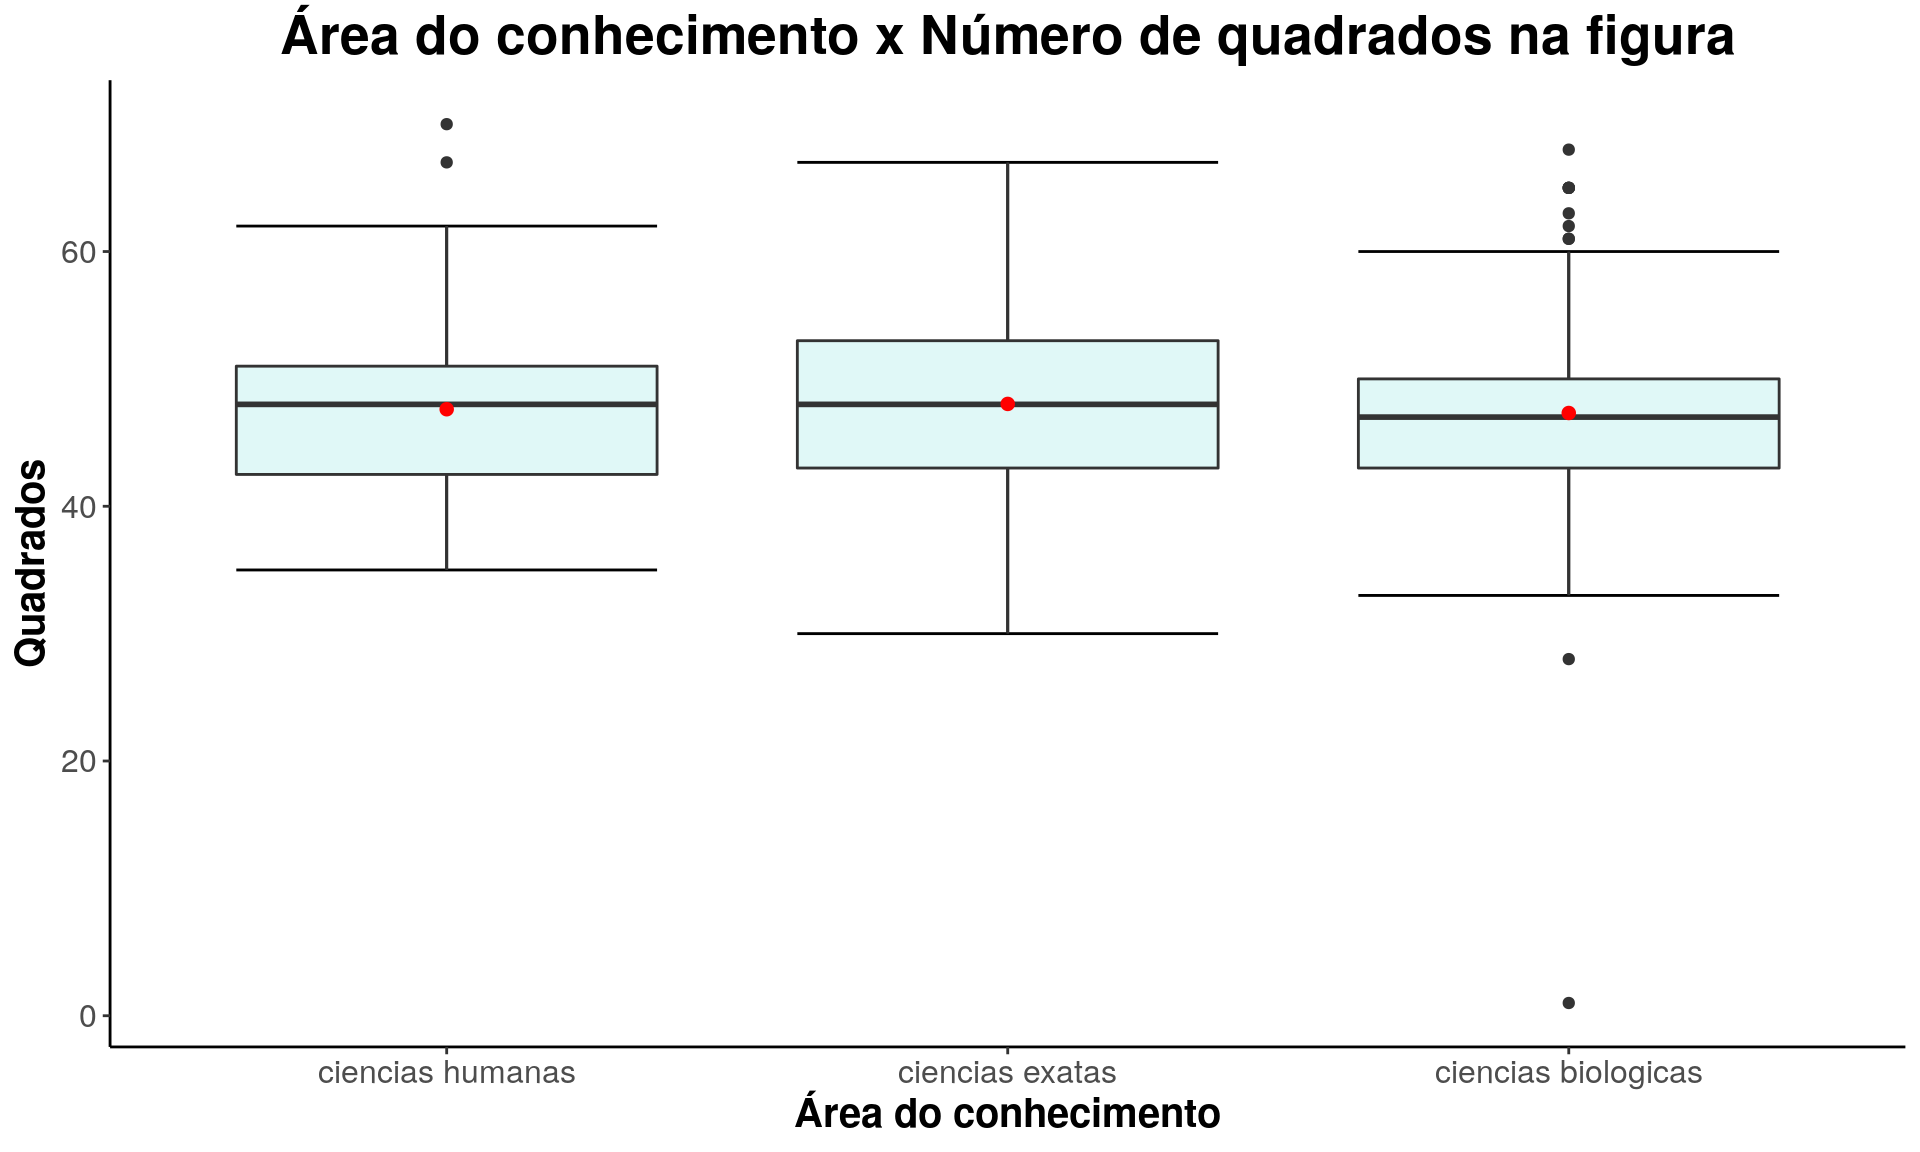 Área do conhecimento x Número de quadrados na figura
Quadrados
60
40
20
0
ciencias humanas
ciencias exatas
ciencias biologicas
Área do conhecimento